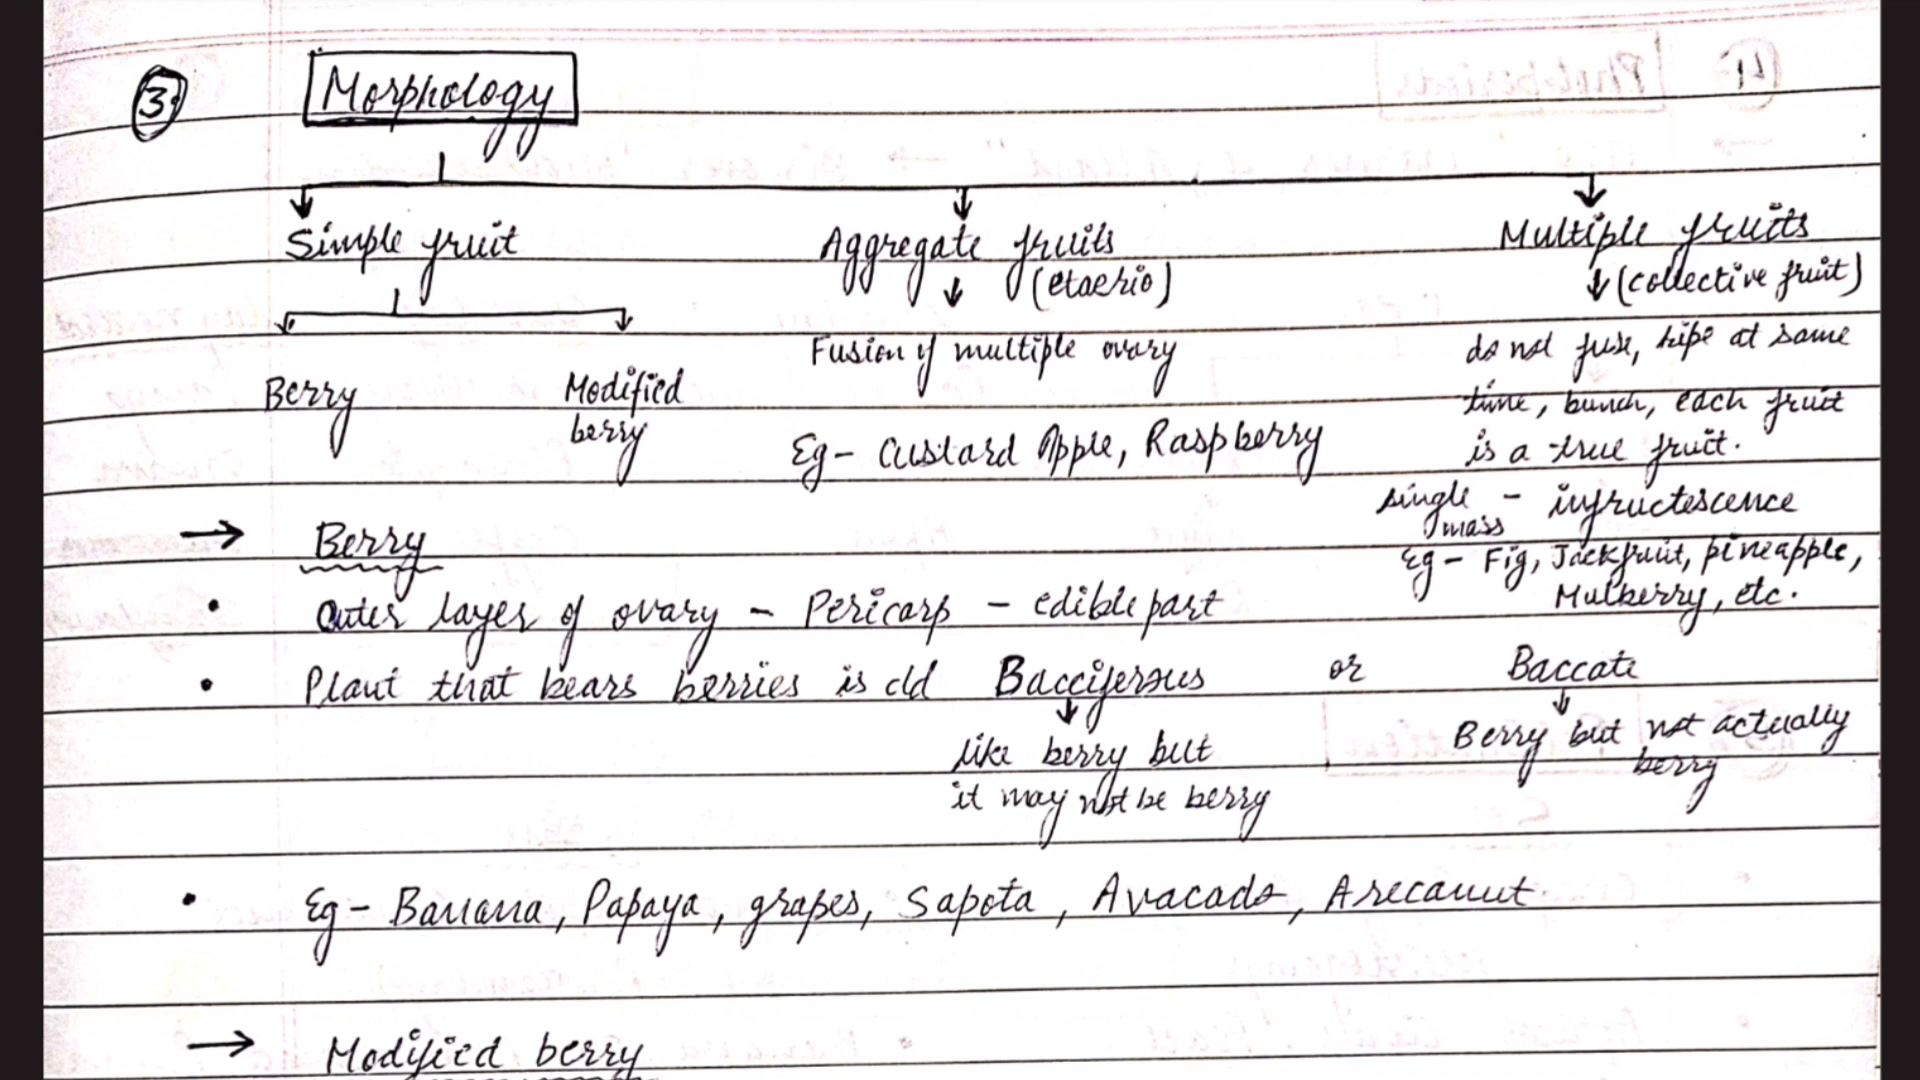 3.
Morphology
Simple fruit
Aggregate fruits
(etaerio)
Multiple fruits
(collective fruit)
Berry
Modified
berry
Fusion of multiple ovary
Eg- Custard Apple, Raspberry
do not fuse, ripe at same
time, bunch, each fruit
is a true fruit.
single - infructescence
mass
Eg- Fig, Jackfruit, pineapple,
Mulberry, etc.
→ Berry
• Outer layer of ovary - Pericarp - edible part
• Plant that bears berries is cld Bacciferous or Baccate
like berry but
it may not be berry
Berry but not actually
berry
• Eg- Banana, Papaya, grapes, Sapota, Avacado, Arecanut
→ Modified berry